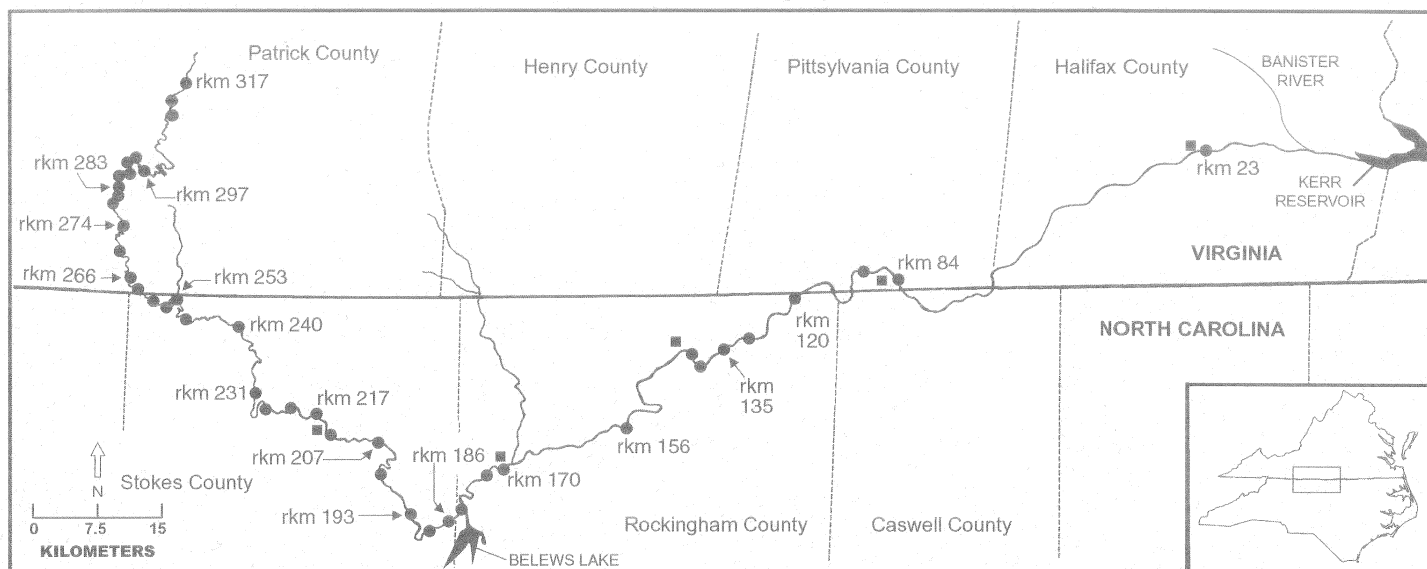 Patrick County
Henry County
Pittsylvania County
Halifax County
BANISTER
RIVER
rkm 317
rkm 283
rkm 297
rkm 23
KERR
RESERVOIR
rkm 274
VIRGINIA
rkm 266
rkm 253
rkm 84
rkm 240
rkm
120
NORTH CAROLINA
rkm 231
rkm 217
rkm
135
rkm 207
rkm 186
rkm 156
N
Stokes County
rkm 170
rkm 193
Rockingham County
Caswell County
0 7.5 15
KILOMETERS
BELEWS LAKE